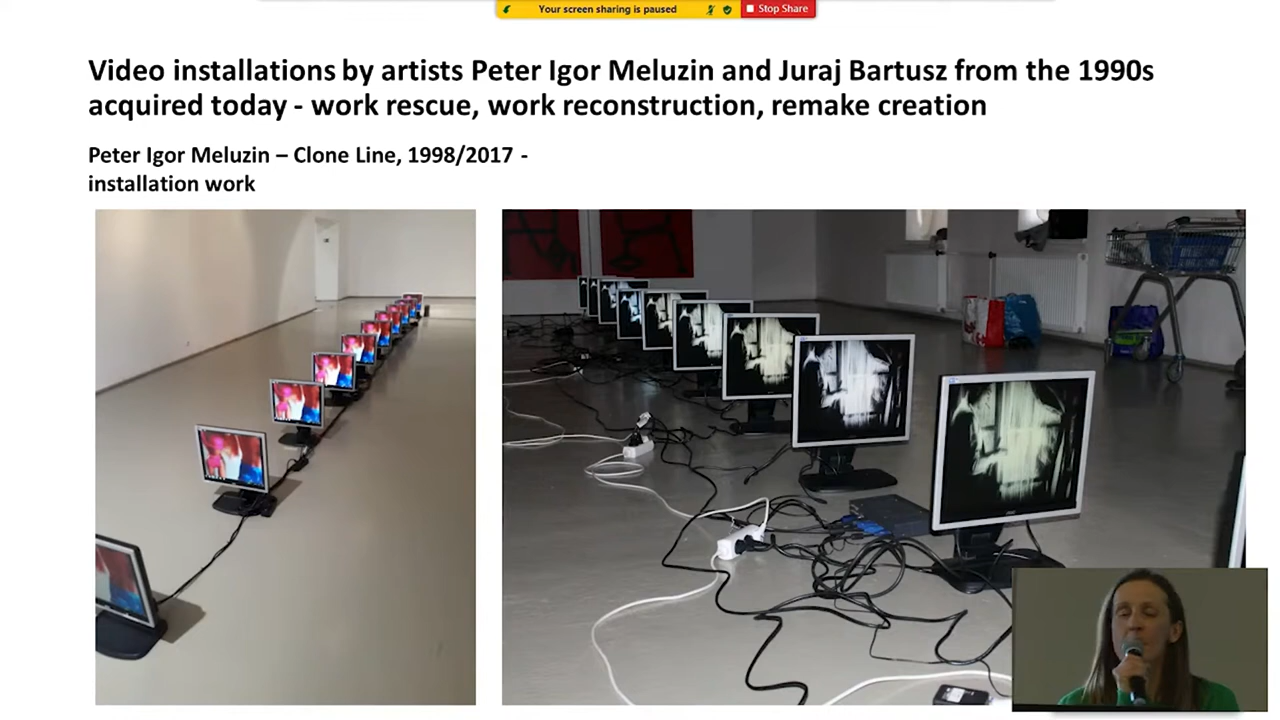 Your screen sharing is paused
Stop Share
Video installations by artists Peter Igor Meluzin and Juraj Bartusz from the 1990s
acquired today - work rescue, work reconstruction, remake creation
Peter Igor Meluzin – Clone Line, 1998/2017 -
installation work